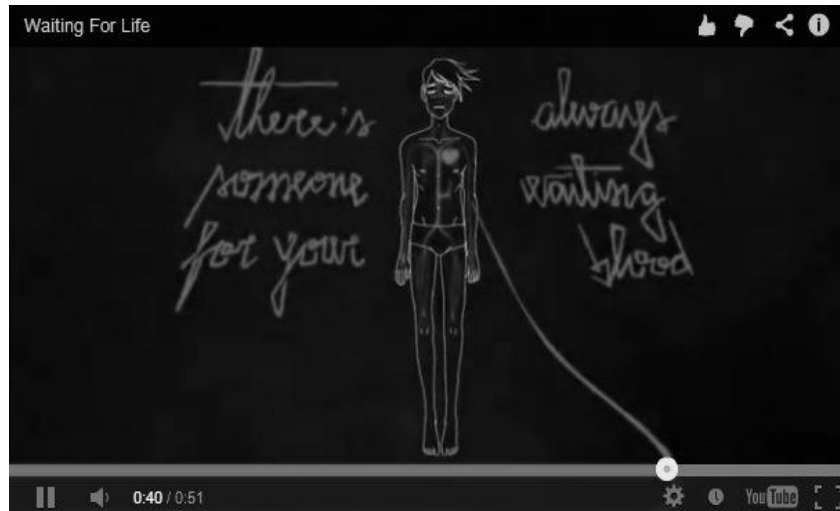 Waiting For Life
There's always
someone waiting
for your blood
0:40 / 0:51
YouTube